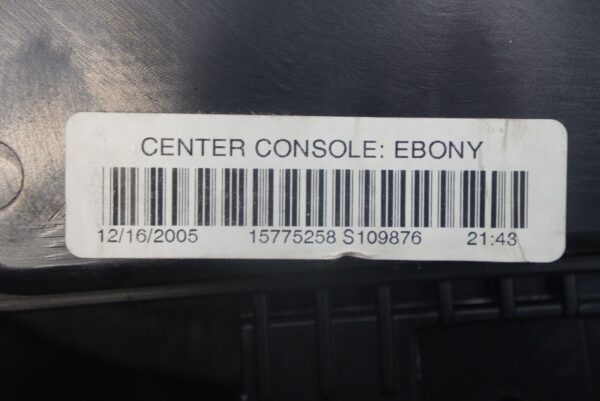 CENTER CONSOLE: EBONY
12/16/2005 15775258 S109876 21:43